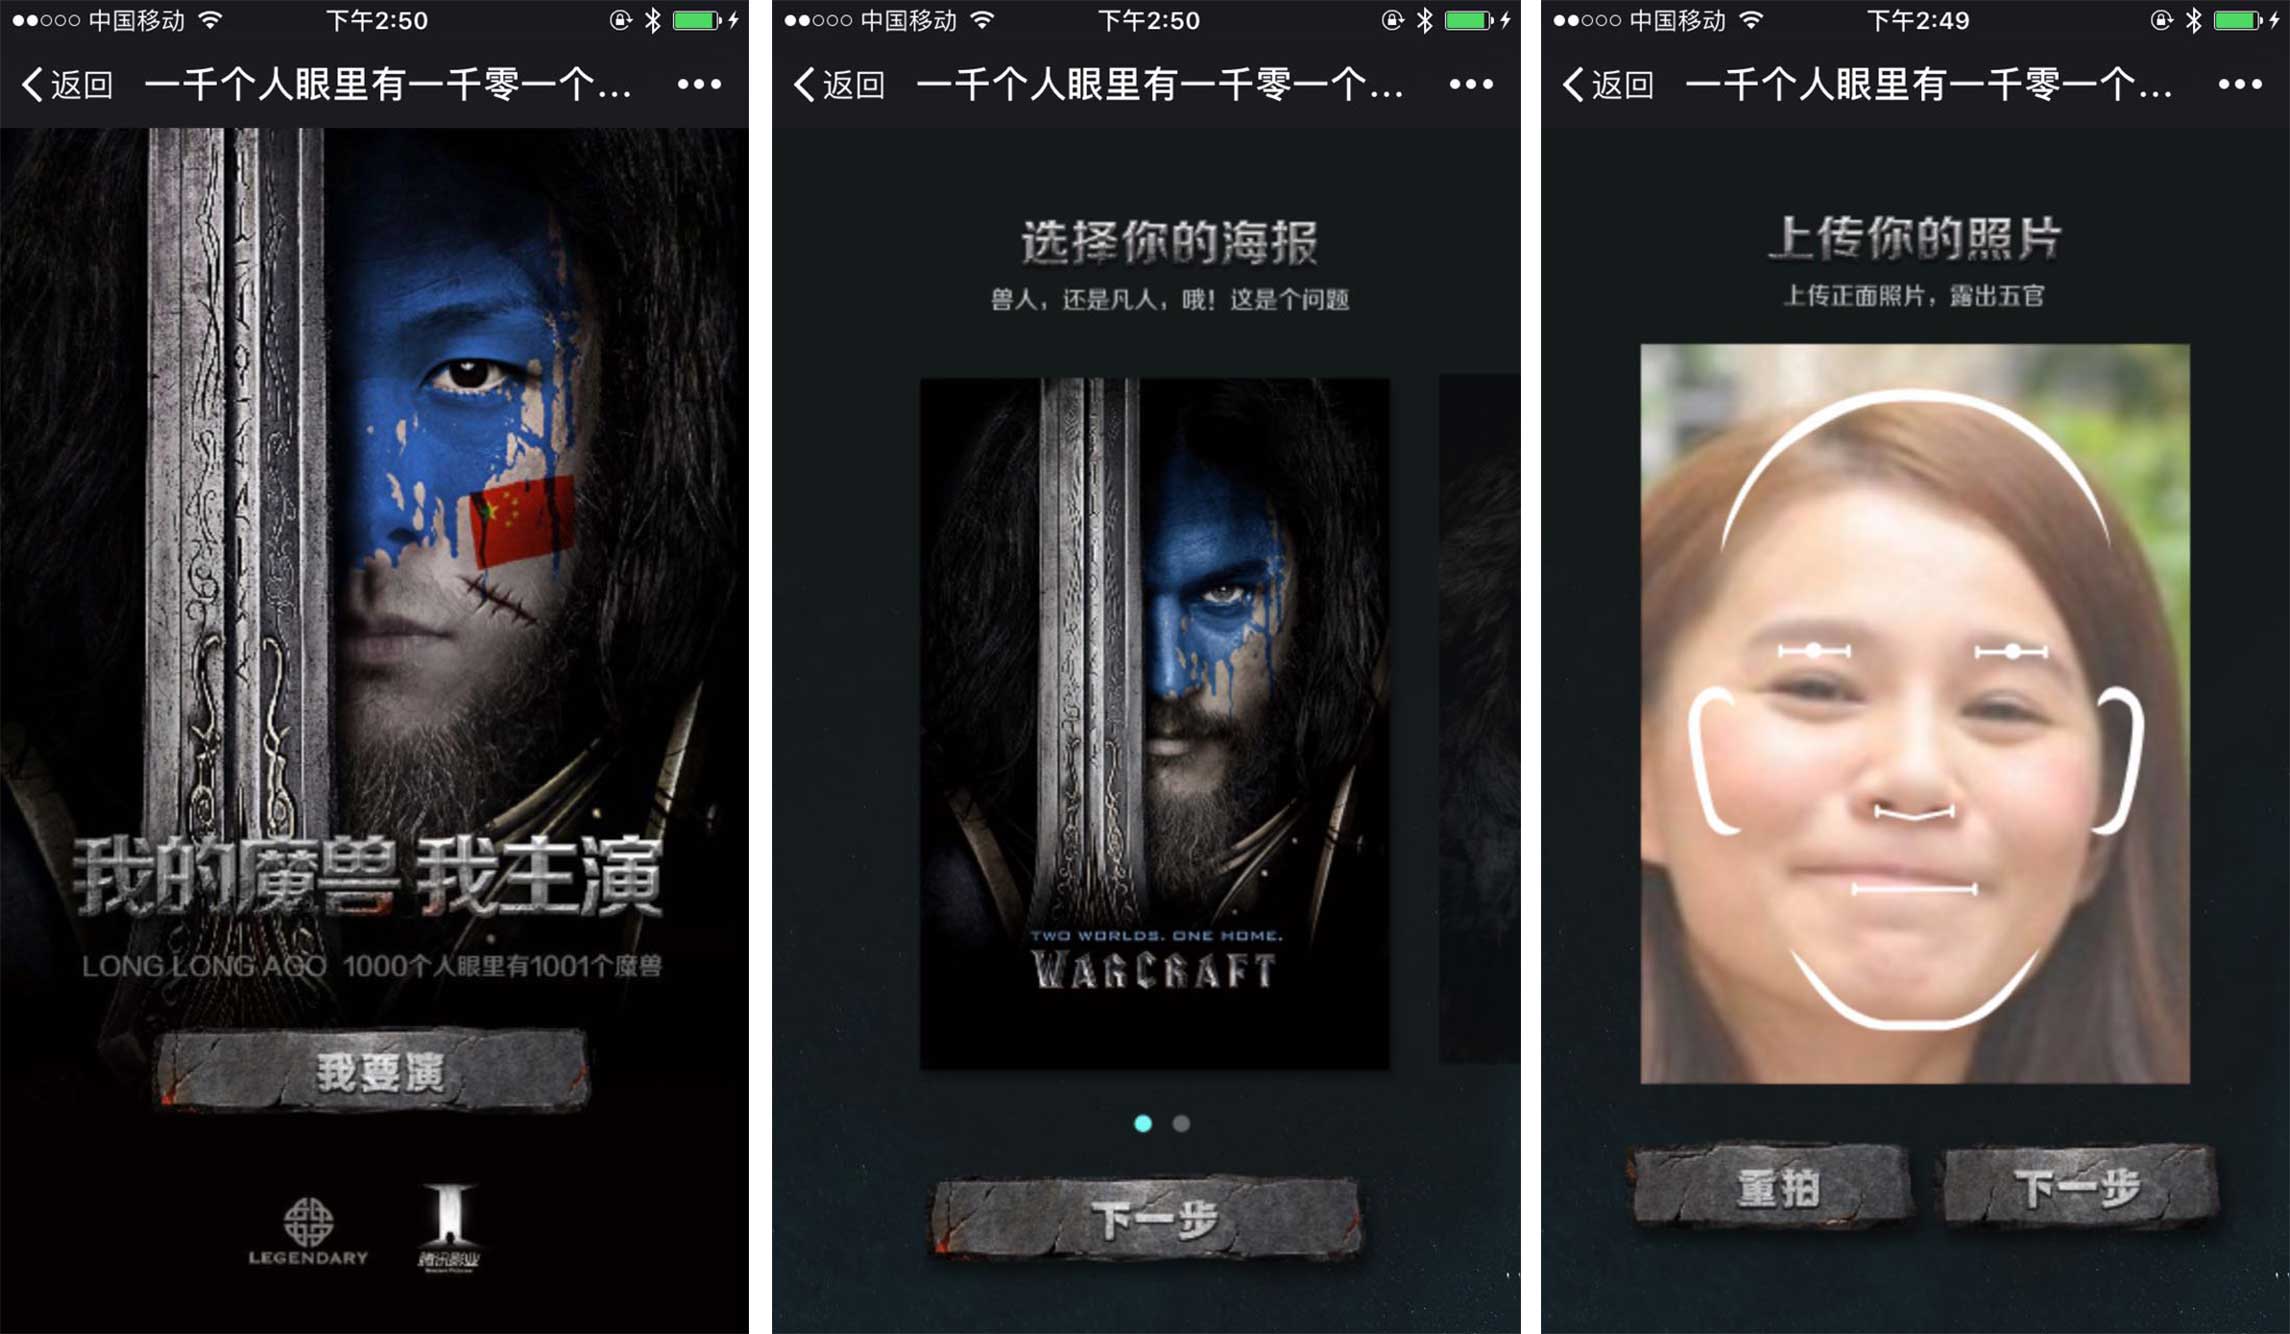 中国移动 下午2:50
返回 一千个人眼里有一千零一个...
我的魔兽 我主演
LONG LONG AGO 1000个人眼里有1001个魔兽
我要演
LEGENDARY
腾讯影业
中国移动 下午2:50
返回 一千个人眼里有一千零一个...
选择你的海报
兽人，还是凡人，哦！这是个问题
TWO WORLDS. ONE HOME.
WARCRAFT
下一步
中国移动 下午2:49
返回 一千个人眼里有一千零一个...
上传你的照片
上传正面照片，露出五官
重拍 下一步